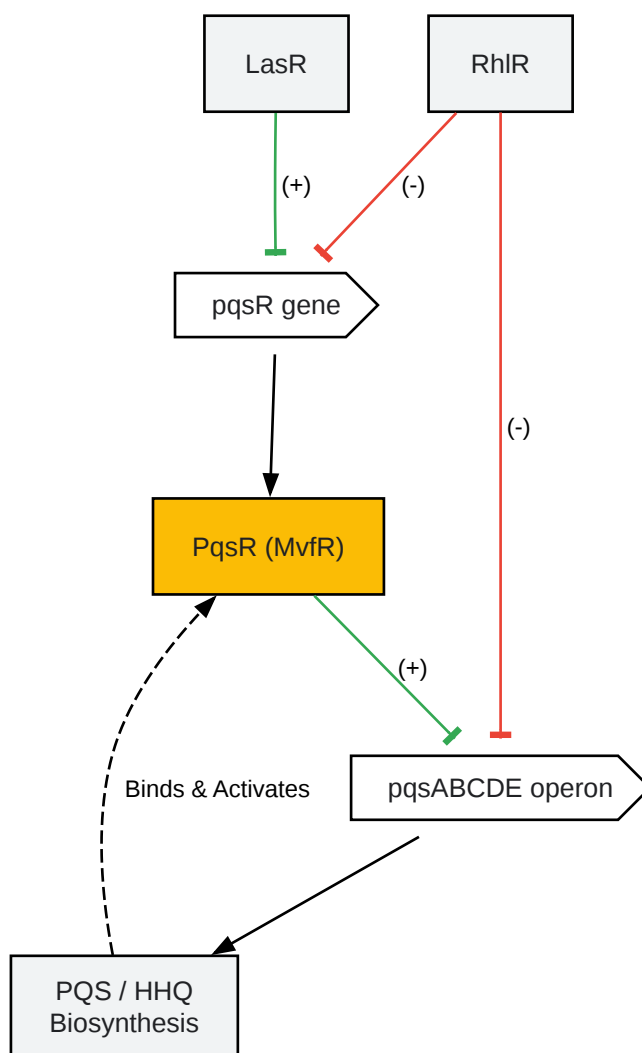 LasR
RhlR
(+)
(-)
pqsR gene
(-)
PqsR (MvfR)
(+)
pqsABCDE operon
Binds & Activates
PQS / HHQ
Biosynthesis